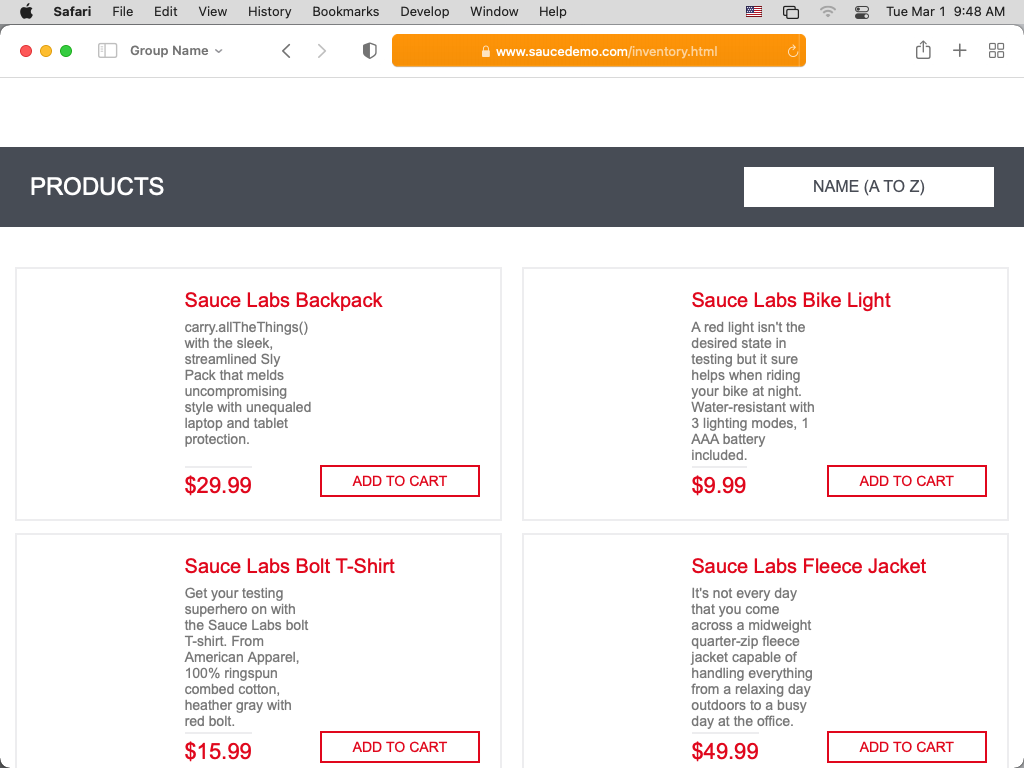 Safari File Edit View History Bookmarks Develop Window Help Tue Mar 1 9:48 AM
Group Name www.saucedemo.com/inventory.html
PRODUCTS
NAME (A TO Z)
Sauce Labs Backpack
carry.allTheThings()
with the sleek,
streamlined Sly
Pack that melds
uncompromising
style with unequaled
laptop and tablet
protection.
$29.99
ADD TO CART
Sauce Labs Bike Light
A red light isn't the
desired state in
testing but it sure
helps when riding
your bike at night.
Water-resistant with
3 lighting modes, 1
AAA battery
included.
$9.99
ADD TO CART
Sauce Labs Bolt T-Shirt
Get your testing
superhero on with
the Sauce Labs bolt
T-shirt. From
American Apparel,
100% ringspun
combed cotton,
heather gray with
red bolt.
$15.99
ADD TO CART
Sauce Labs Fleece Jacket
It's not every day
that you come
across a midweight
quarter-zip fleece
jacket capable of
handling everything
from a relaxing day
outdoors to a busy
day at the office.
$49.99
ADD TO CART